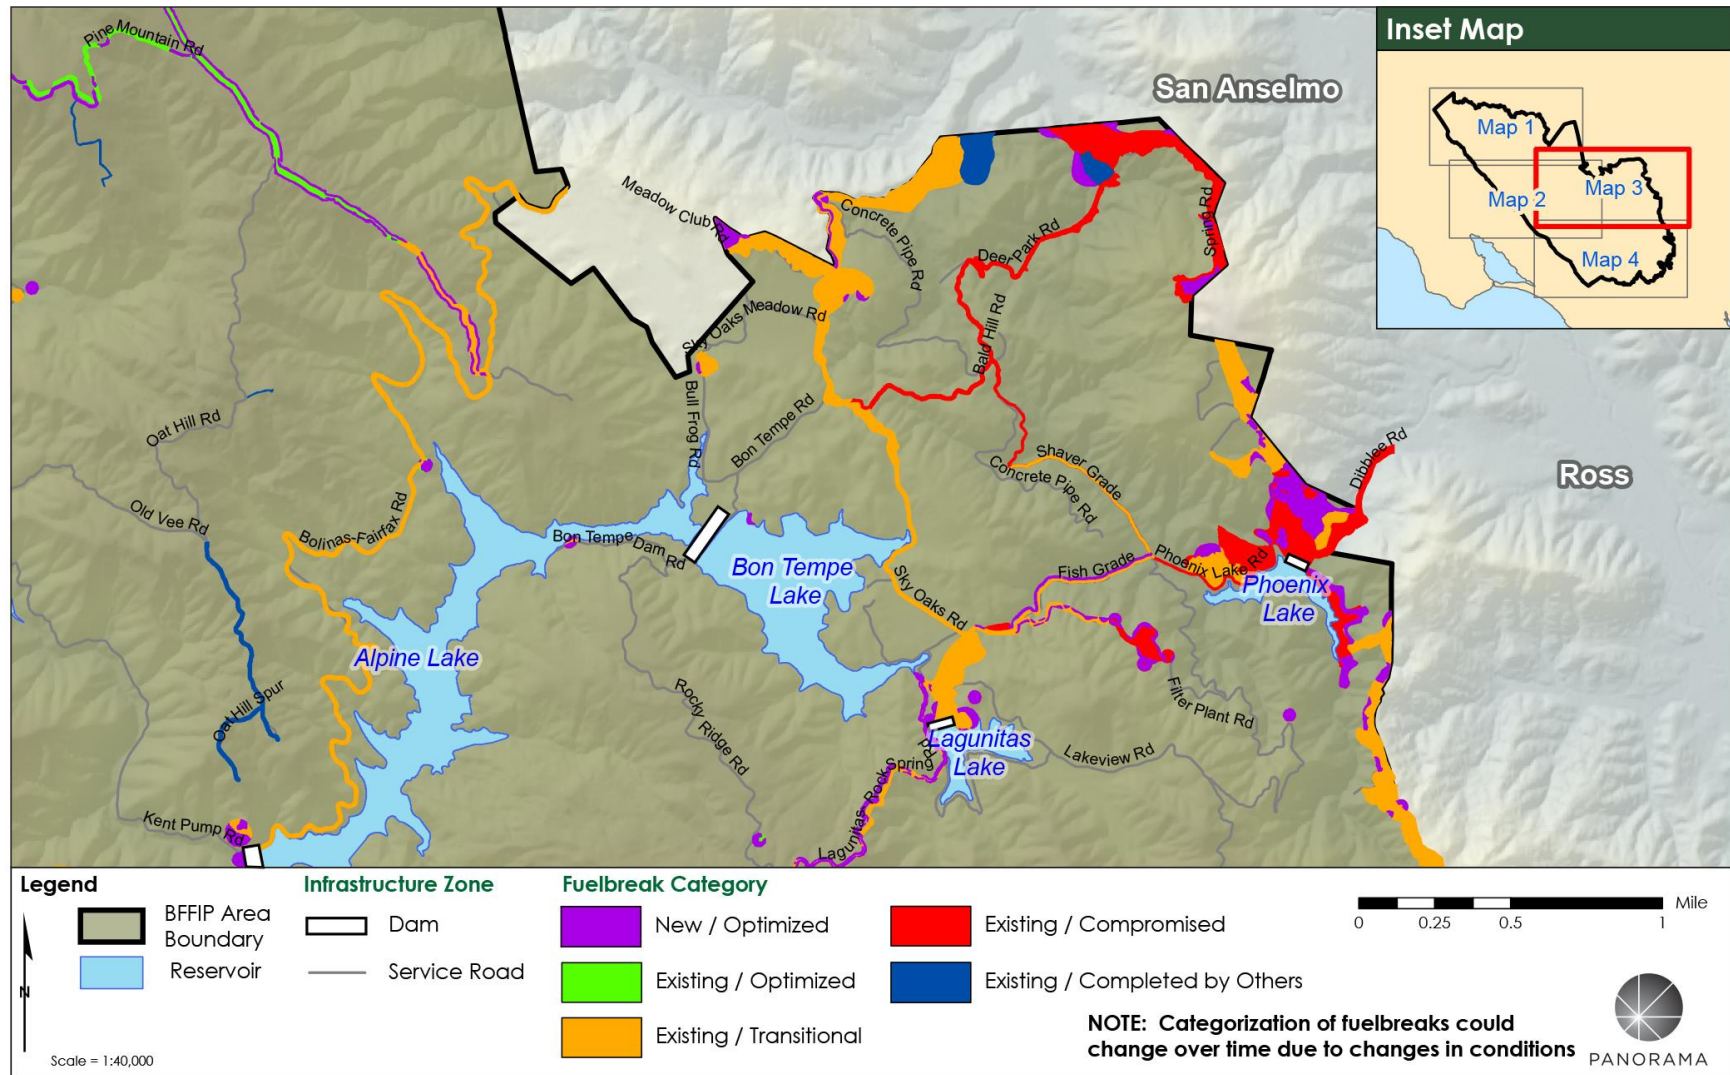 Pine Mountain Rd
San Anselmo
Inset Map
Map 1
Map 2
Map 3
Map 4
Meadow Club Rd
Concrete Pipe Rd
Deer Park Rd
Spring Rd
Oaks Meadow Rd
Bald Hill Rd
Bull Frog Rd
Bon Tempe Rd
Oat Hill Rd
Shaver Grade
Concrete Pipe Rd
Dibblee Rd
Ross
Old Vee Rd
Bolinas-Fairfax Rd
Bon Tempe Dam Rd
Bon Tempe
Lake
Sky Oaks Rd
Fish Grade
Phoenix Lake Rd
Phoenix
Lake
Alpine Lake
Oat Hill Spur
Rocky Ridge Rd
Filter Plant Rd
Lagunitas
Lake
Lakeview Rd
Lagunitas- Rock Spring Rd
Kent Pump Rd
Legend
BFFIP Area
Boundary
Reservoir
N
Scale = 1:40,000
Infrastructure Zone
Dam
Service Road
Fuelbreak Category
New / Optimized
Existing / Optimized
Existing / Transitional
Existing / Compromised
Existing / Completed by Others
Mile
0 0.25 0.5 1
NOTE: Categorization of fuelbreaks could
change over time due to changes in conditions
PANORAMA